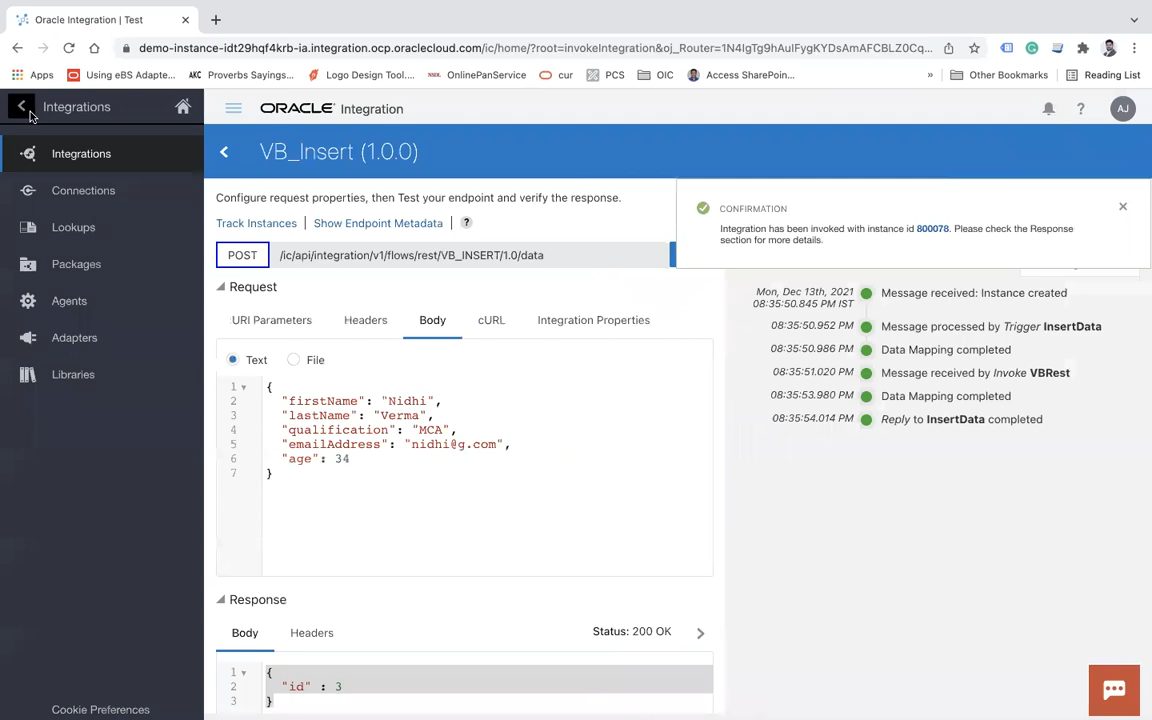 Oracle Integration | Test
demo-instance-idt29hqf4krb-ia.integration.ocp.oraclecloud.com/ic/home/?root=invokeIntegration&oj_Router=1N4IgTg9hAuIFygKYDsAmAFCBLZ0Cq...
Apps
Using eBS Adapte...
AKC Proverbs Sayings...
Logo Design Tool....
OnlinePanService
cur
PCS
OIC
Access SharePoin...
»
Other Bookmarks
Reading List
Integrations
ORACLE Integration
AJ
Integrations
Connections
Lookups
Packages
Agents
Adapters
Libraries
Cookie Preferences
VB_Insert (1.0.0)
Configure request properties, then Test your endpoint and verify the response.
Track Instances | Show Endpoint Metadata | ?
CONFIRMATION
Integration has been invoked with instance id 800078. Please check the Response
section for more details.
POST /ic/api/integration/v1/flows/rest/VB_INSERT/1.0/data
Request
URI Parameters Headers Body cURL Integration Properties
Text File
1 {
2 "firstName": "Nidhi",
3 "lastName": "Verma",
4 "qualification": "MCA",
5 "emailAddress": "nidhi@g.com",
6 "age": 34
7 }
Response
Body Headers Status: 200 OK
1 {
2 "id" : 3
3 }
Mon, Dec 13th, 2021
08:35:50.845 PM IST Message received: Instance created
08:35:50.952 PM Message processed by Trigger InsertData
08:35:50.986 PM Data Mapping completed
08:35:51.020 PM Message received by Invoke VBRest
08:35:53.980 PM Data Mapping completed
08:35:54.014 PM Reply to InsertData completed